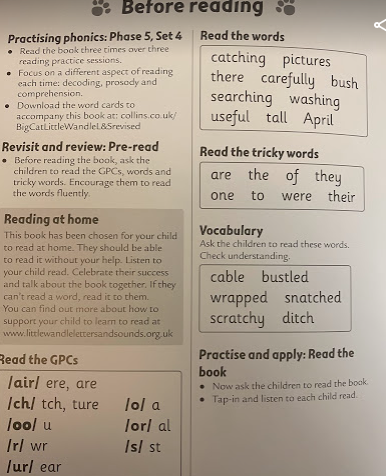 Before reading
Practising phonics: Phase 5, Set 4
• Read the book three times over three
reading practice sessions.
• Focus on a different aspect of reading
each time: decoding, prosody and
comprehension.
• Download the word cards to
accompany this book at: collins.co.uk/
BigCatLittleWandleL&Srevised
Revisit and review: Pre-read
• Before reading the book, ask the
children to read the GPCs, words and
tricky words. Encourage them to read
the words fluently.
Reading at home
This book has been chosen for your child
to read at home. They should be able
to read it without your help. Listen to
your child read. Celebrate their success
and talk about the book together. If they
can't read a word, read it to them.
You can find out more about how to
support your child to learn to read at
www.littlewandlelettersandsounds.org.uk
Read the GPCs
/air/ ere, are
/ch/ tch, ture /o/ a
/oo/ u /or/ al
/r/ wr /s/ st
/ur/ ear
Read the words
catching pictures
there carefully bush
searching washing
useful tall April
Read the tricky words
are the of they
one to were their
Vocabulary
Ask the children to read these words.
Check understanding.
cable bustled
wrapped snatched
scratchy ditch
Practise and apply: Read the
book
• Now ask the children to read the book.
• Tap-in and listen to each child read.